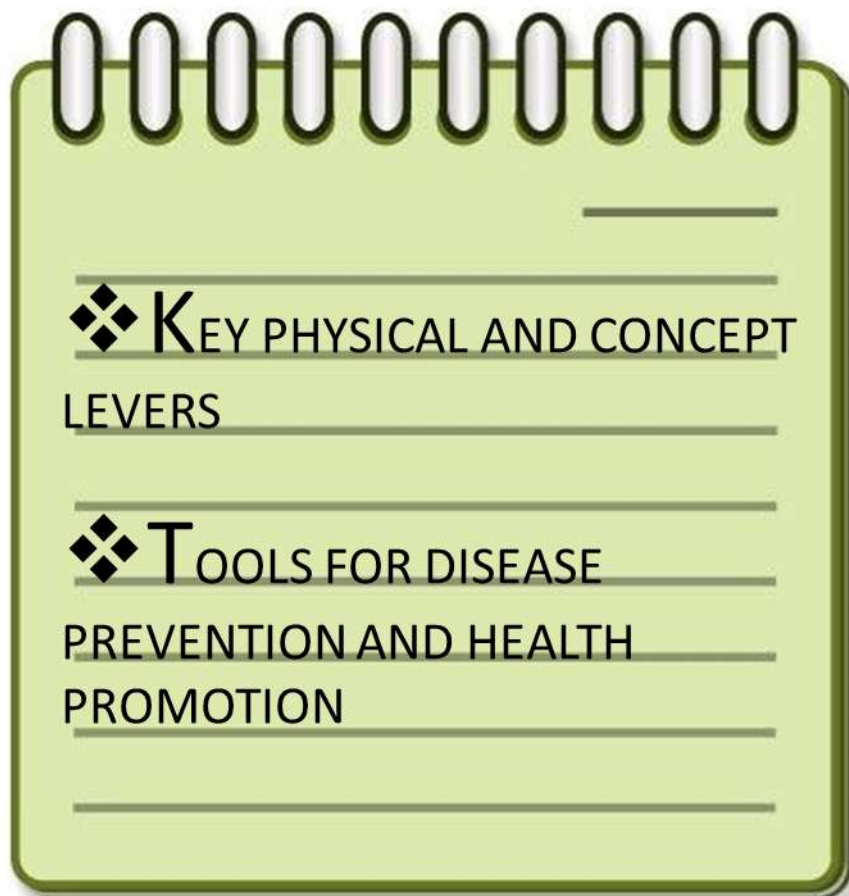 ❖ KEY PHYSICAL AND CONCEPT
LEVERS
❖ TOOLS FOR DISEASE
PREVENTION AND HEALTH
PROMOTION